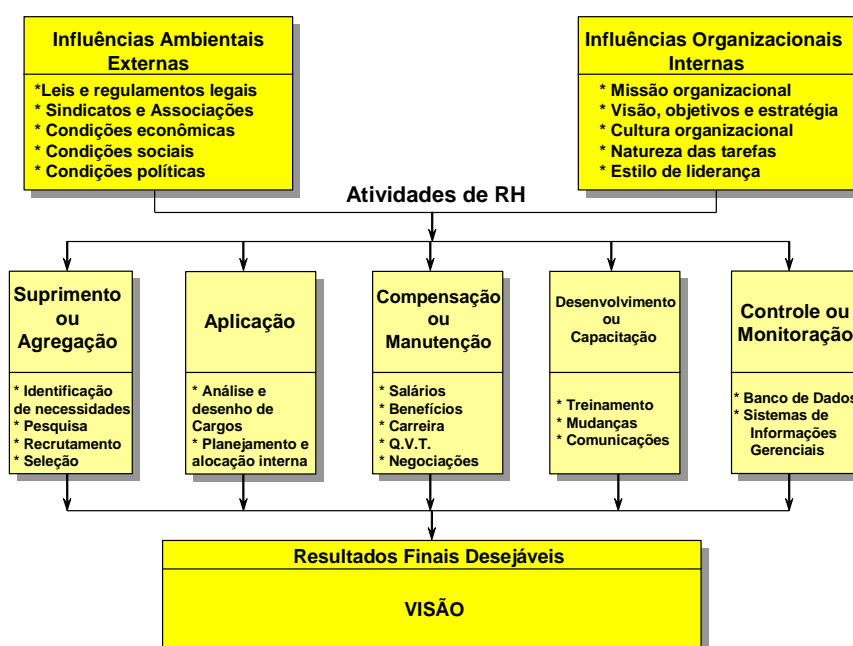 Influências Ambientais
Externas
*Leis e regulamentos legais
* Sindicatos e Associações
* Condições econômicas
* Condições sociais
* Condições políticas
Influências Organizacionais
Internas
* Missão organizacional
* Visão, objetivos e estratégia
* Cultura organizacional
* Natureza das tarefas
* Estilo de liderança
Atividades de RH
Suprimento
ou
Agregação
* Identificação
de necessidades
* Pesquisa
* Recrutamento
* Seleção
Aplicação
* Análise e
desenho de
Cargos
* Planejamento e
alocação interna
Compensação
ou
Manutenção
* Salários
* Benefícios
* Carreira
* Q.V.T.
* Negociações
Desenvolvimento
ou
Capacitação
* Treinamento
* Mudanças
* Comunicações
Controle ou
Monitoração
* Banco de Dados
* Sistemas de
Informações
Gerenciais
Resultados Finais Desejáveis
VISÃO